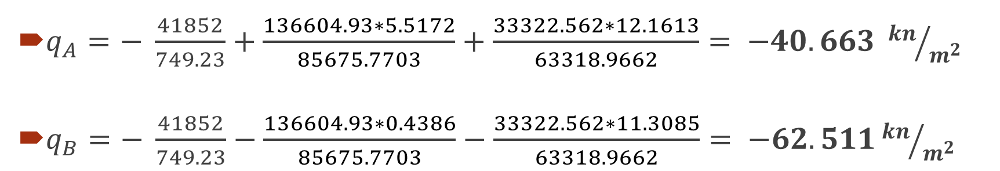 q_A = − 41852/749.23 + 136604.93*5.5172/85675.7703 + 33322.562*12.1613/63318.9662 = −40.663 kn/m²
q_B = − 41852/749.23 − 136604.93*0.4386/85675.7703 − 33322.562*11.3085/63318.9662 = −62.511 kn/m²